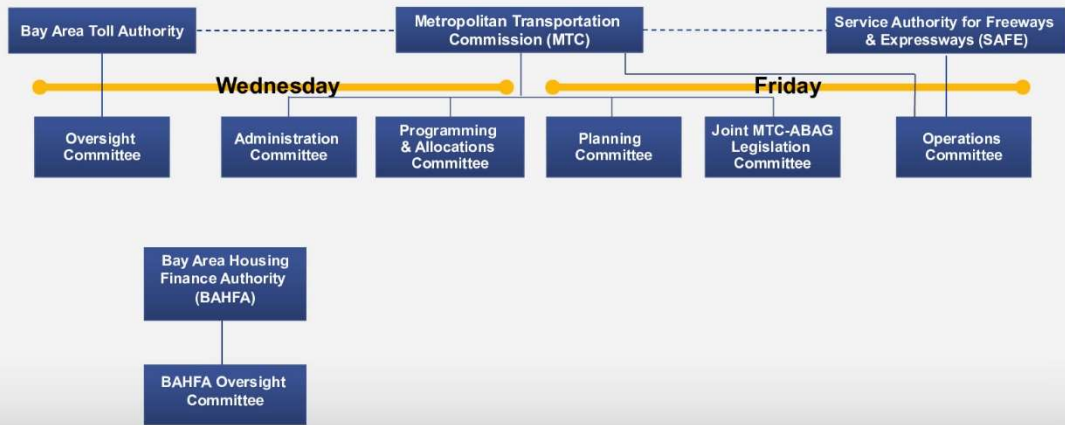 Bay Area Toll Authority
Metropolitan Transportation
Commission (MTC)
Service Authority for Freeways
& Expressways (SAFE)
Wednesday
Friday
Oversight
Committee
Administration
Committee
Programming
& Allocations
Committee
Planning
Committee
Joint MTC-ABAG
Legislation
Committee
Operations
Committee
Bay Area Housing
Finance Authority
(BAHFA)
BAHFA Oversight
Committee